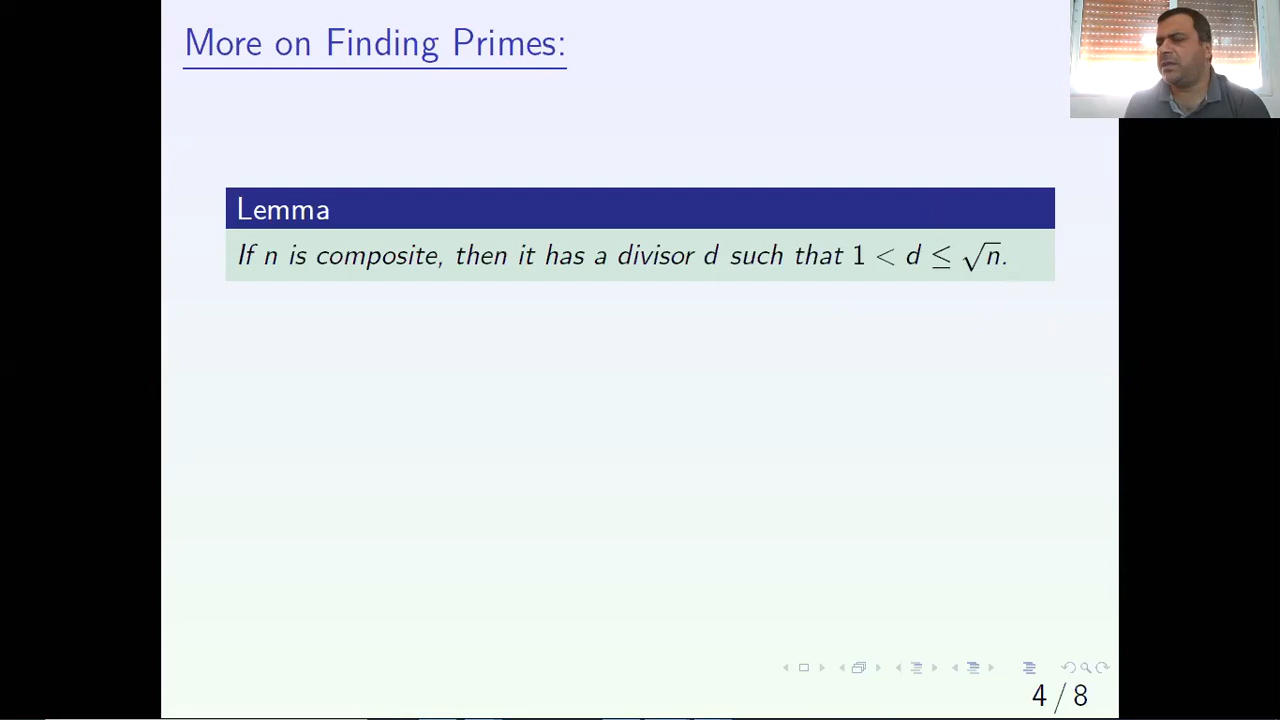 More on Finding Primes:
Lemma
If n is composite, then it has a divisor d such that 1 < d ≤ √n.
4 / 8